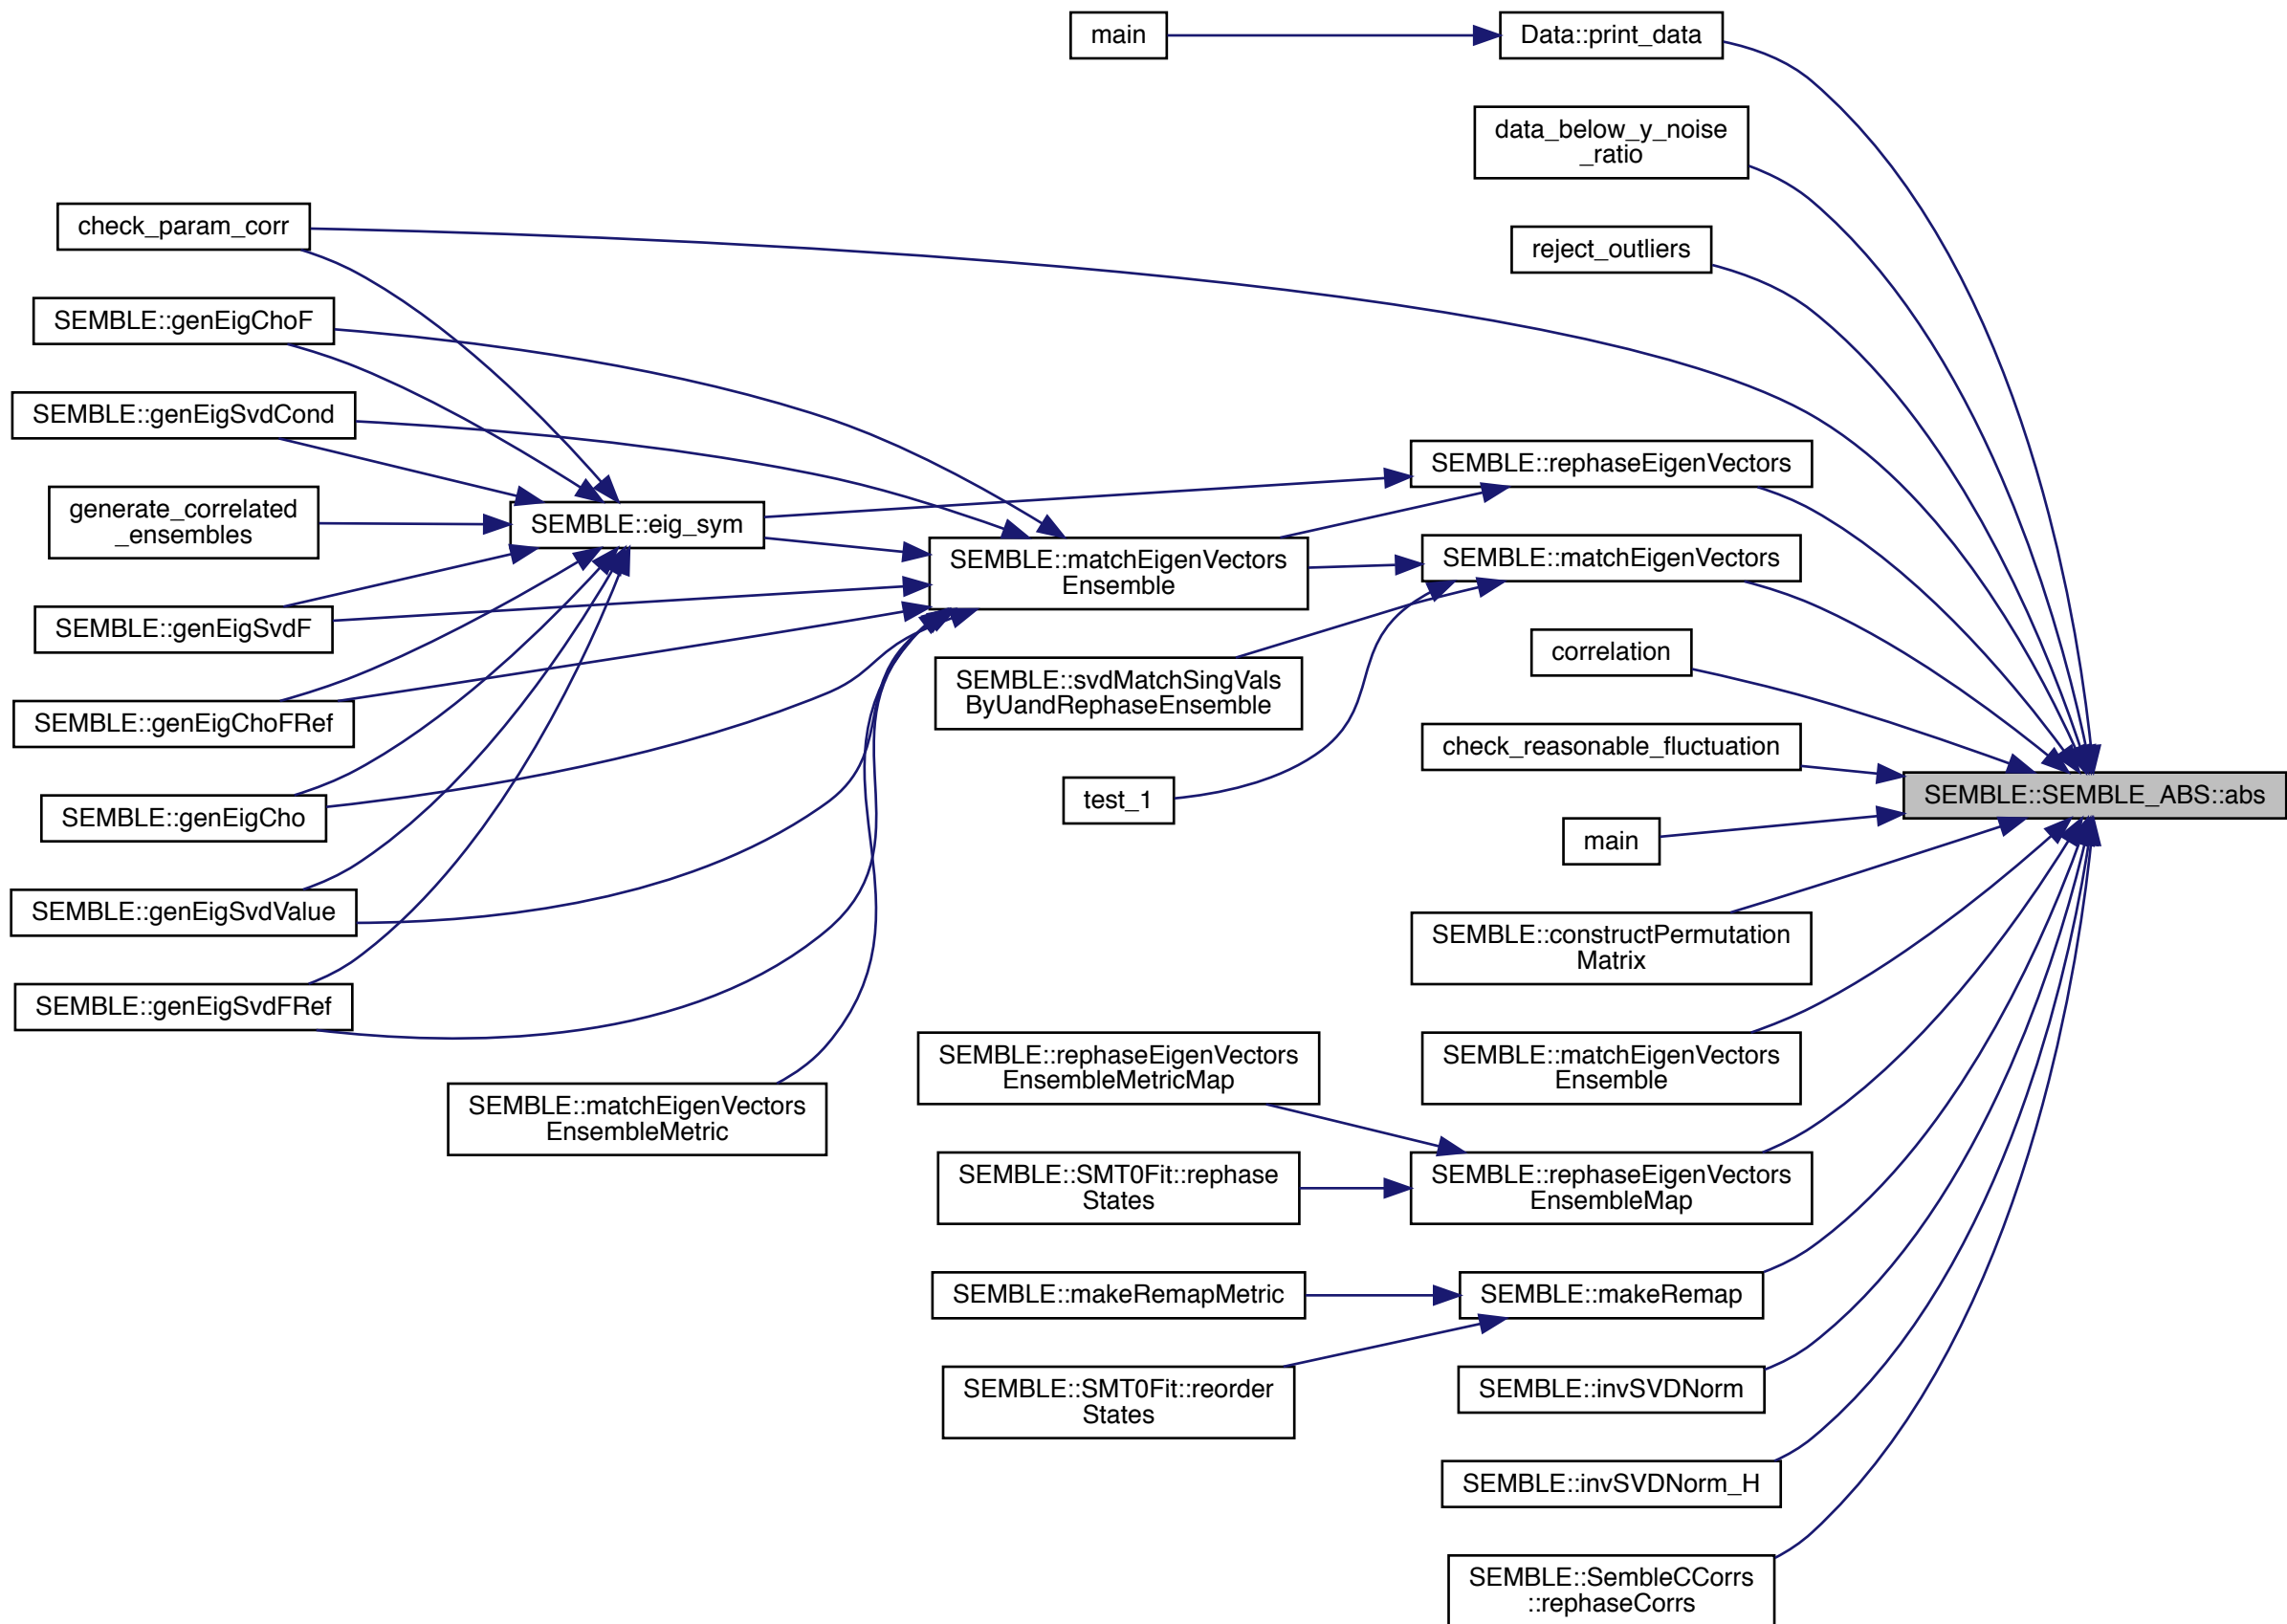 main
Data::print_data
data_below_y_noise
_ratio
check_param_corr
reject_outliers
SEMBLE::genEigChoF
SEMBLE::genEigSvdCond
SEMBLE::rephaseEigenVectors
generate_correlated
_ensembles
SEMBLE::eig_sym
SEMBLE::matchEigenVectors
Ensemble
SEMBLE::matchEigenVectors
SEMBLE::genEigSvdF
correlation
SEMBLE::svdMatchSingVals
ByUandRephaseEnsemble
SEMBLE::genEigChoFRef
check_reasonable_fluctuation
test_1
SEMBLE::SEMBLE_ABS::abs
SEMBLE::genEigCho
main
SEMBLE::genEigSvdValue
SEMBLE::constructPermutation
Matrix
SEMBLE::genEigSvdFRef
SEMBLE::rephaseEigenVectors
EnsembleMetricMap
SEMBLE::matchEigenVectors
Ensemble
SEMBLE::matchEigenVectors
EnsembleMetric
SEMBLE::SMT0Fit::rephase
States
SEMBLE::rephaseEigenVectors
EnsembleMap
SEMBLE::makeRemapMetric
SEMBLE::makeRemap
SEMBLE::SMT0Fit::reorder
States
SEMBLE::invSVDNorm
SEMBLE::invSVDNorm_H
SEMBLE::SembleCCorrs
::rephaseCorrs